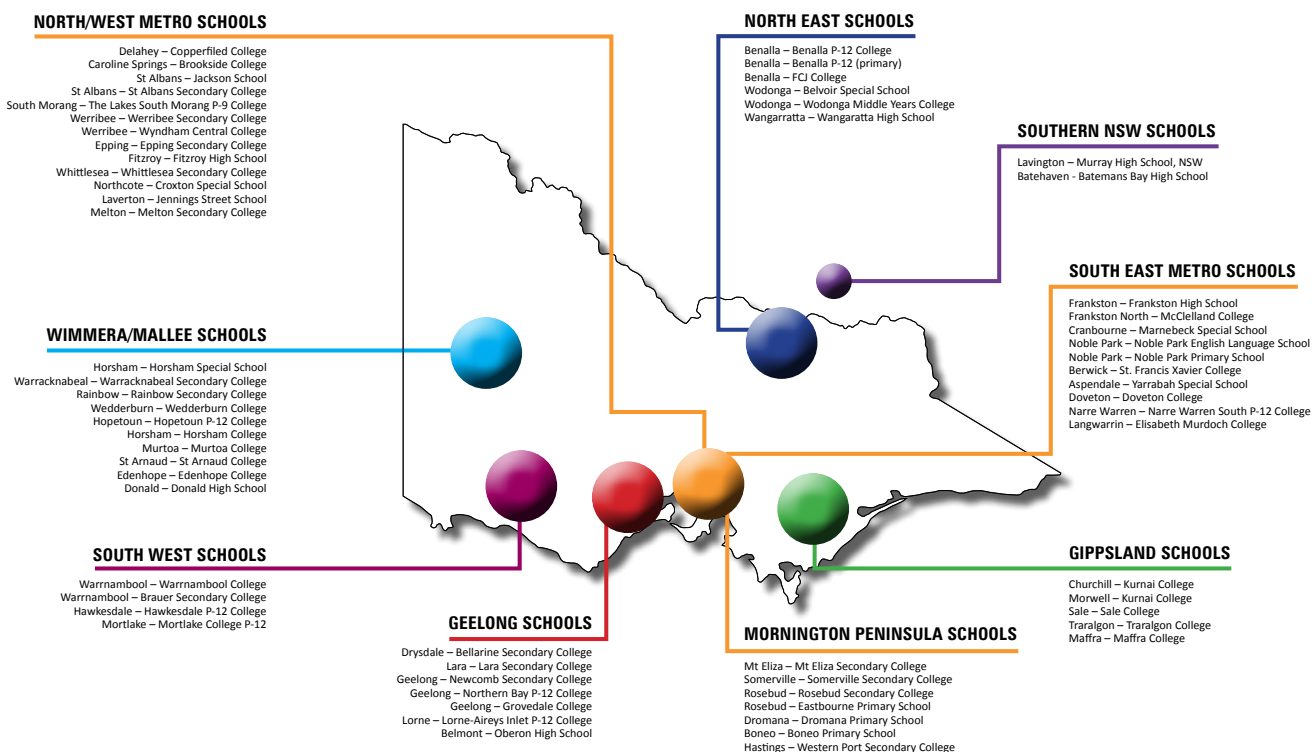 NORTH/WEST METRO SCHOOLS
Delahey – Copperfiled College
Caroline Springs – Brookside College
St Albans – Jackson School
St Albans – St Albans Secondary College
South Morang – The Lakes South Morang P-9 College
Werribee – Werribee Secondary College
Werribee – Wyndham Central College
Epping – Epping Secondary College
Fitzroy – Fitzroy High School
Whittlesea – Whittlesea Secondary College
Northcote – Croxton Special School
Laverton – Jennings Street School
Melton – Melton Secondary College
NORTH EAST SCHOOLS
Benalla – Benalla P-12 College
Benalla – Benalla P-12 (primary)
Benalla – FCJ College
Wodonga – Belvoir Special School
Wodonga – Wodonga Middle Years College
Wangarratta – Wangaratta High School
SOUTHERN NSW SCHOOLS
Lavington – Murray High School, NSW
Batehaven - Batemans Bay High School
SOUTH EAST METRO SCHOOLS
Frankston – Frankston High School
Frankston North – McClelland College
Cranbourne – Marnebeck Special School
Noble Park – Noble Park English Language School
Noble Park – Noble Park Primary School
Berwick – St. Francis Xavier College
Aspendale – Yarrabah Special School
Doveton – Doveton College
Narre Warren – Narre Warren South P-12 College
Langwarrin – Elisabeth Murdoch College
WIMMERA/MALLEE SCHOOLS
Horsham – Horsham Special School
Warracknabeal – Warracknabeal Secondary College
Rainbow – Rainbow Secondary College
Wedderburn – Wedderburn College
Hopetoun – Hopetoun P-12 College
Horsham – Horsham College
Murtoa – Murtoa College
St Arnaud – St Arnaud College
Edenhope – Edenhope College
Donald – Donald High School
SOUTH WEST SCHOOLS
Warrnambool – Warrnambool College
Warrnambool – Brauer Secondary College
Hawkesdale – Hawkesdale P-12 College
Mortlake – Mortlake College P-12
GEELONG SCHOOLS
Drysdale – Bellarine Secondary College
Lara – Lara Secondary College
Geelong – Newcomb Secondary College
Geelong – Northern Bay P-12 College
Geelong – Grovedale College
Lorne – Lorne-Aireys Inlet P-12 College
Belmont – Oberon High School
MORNINGTON PENINSULA SCHOOLS
Mt Eliza – Mt Eliza Secondary College
Somerville – Somerville Secondary College
Rosebud – Rosebud Secondary College
Rosebud – Eastbourne Primary School
Dromana – Dromana Primary School
Boneo – Boneo Primary School
Hastings – Western Port Secondary College
GIPPSLAND SCHOOLS
Churchill – Kurnai College
Morwell – Kurnai College
Sale – Sale College
Traralgon – Traralgon College
Maffra – Maffra College